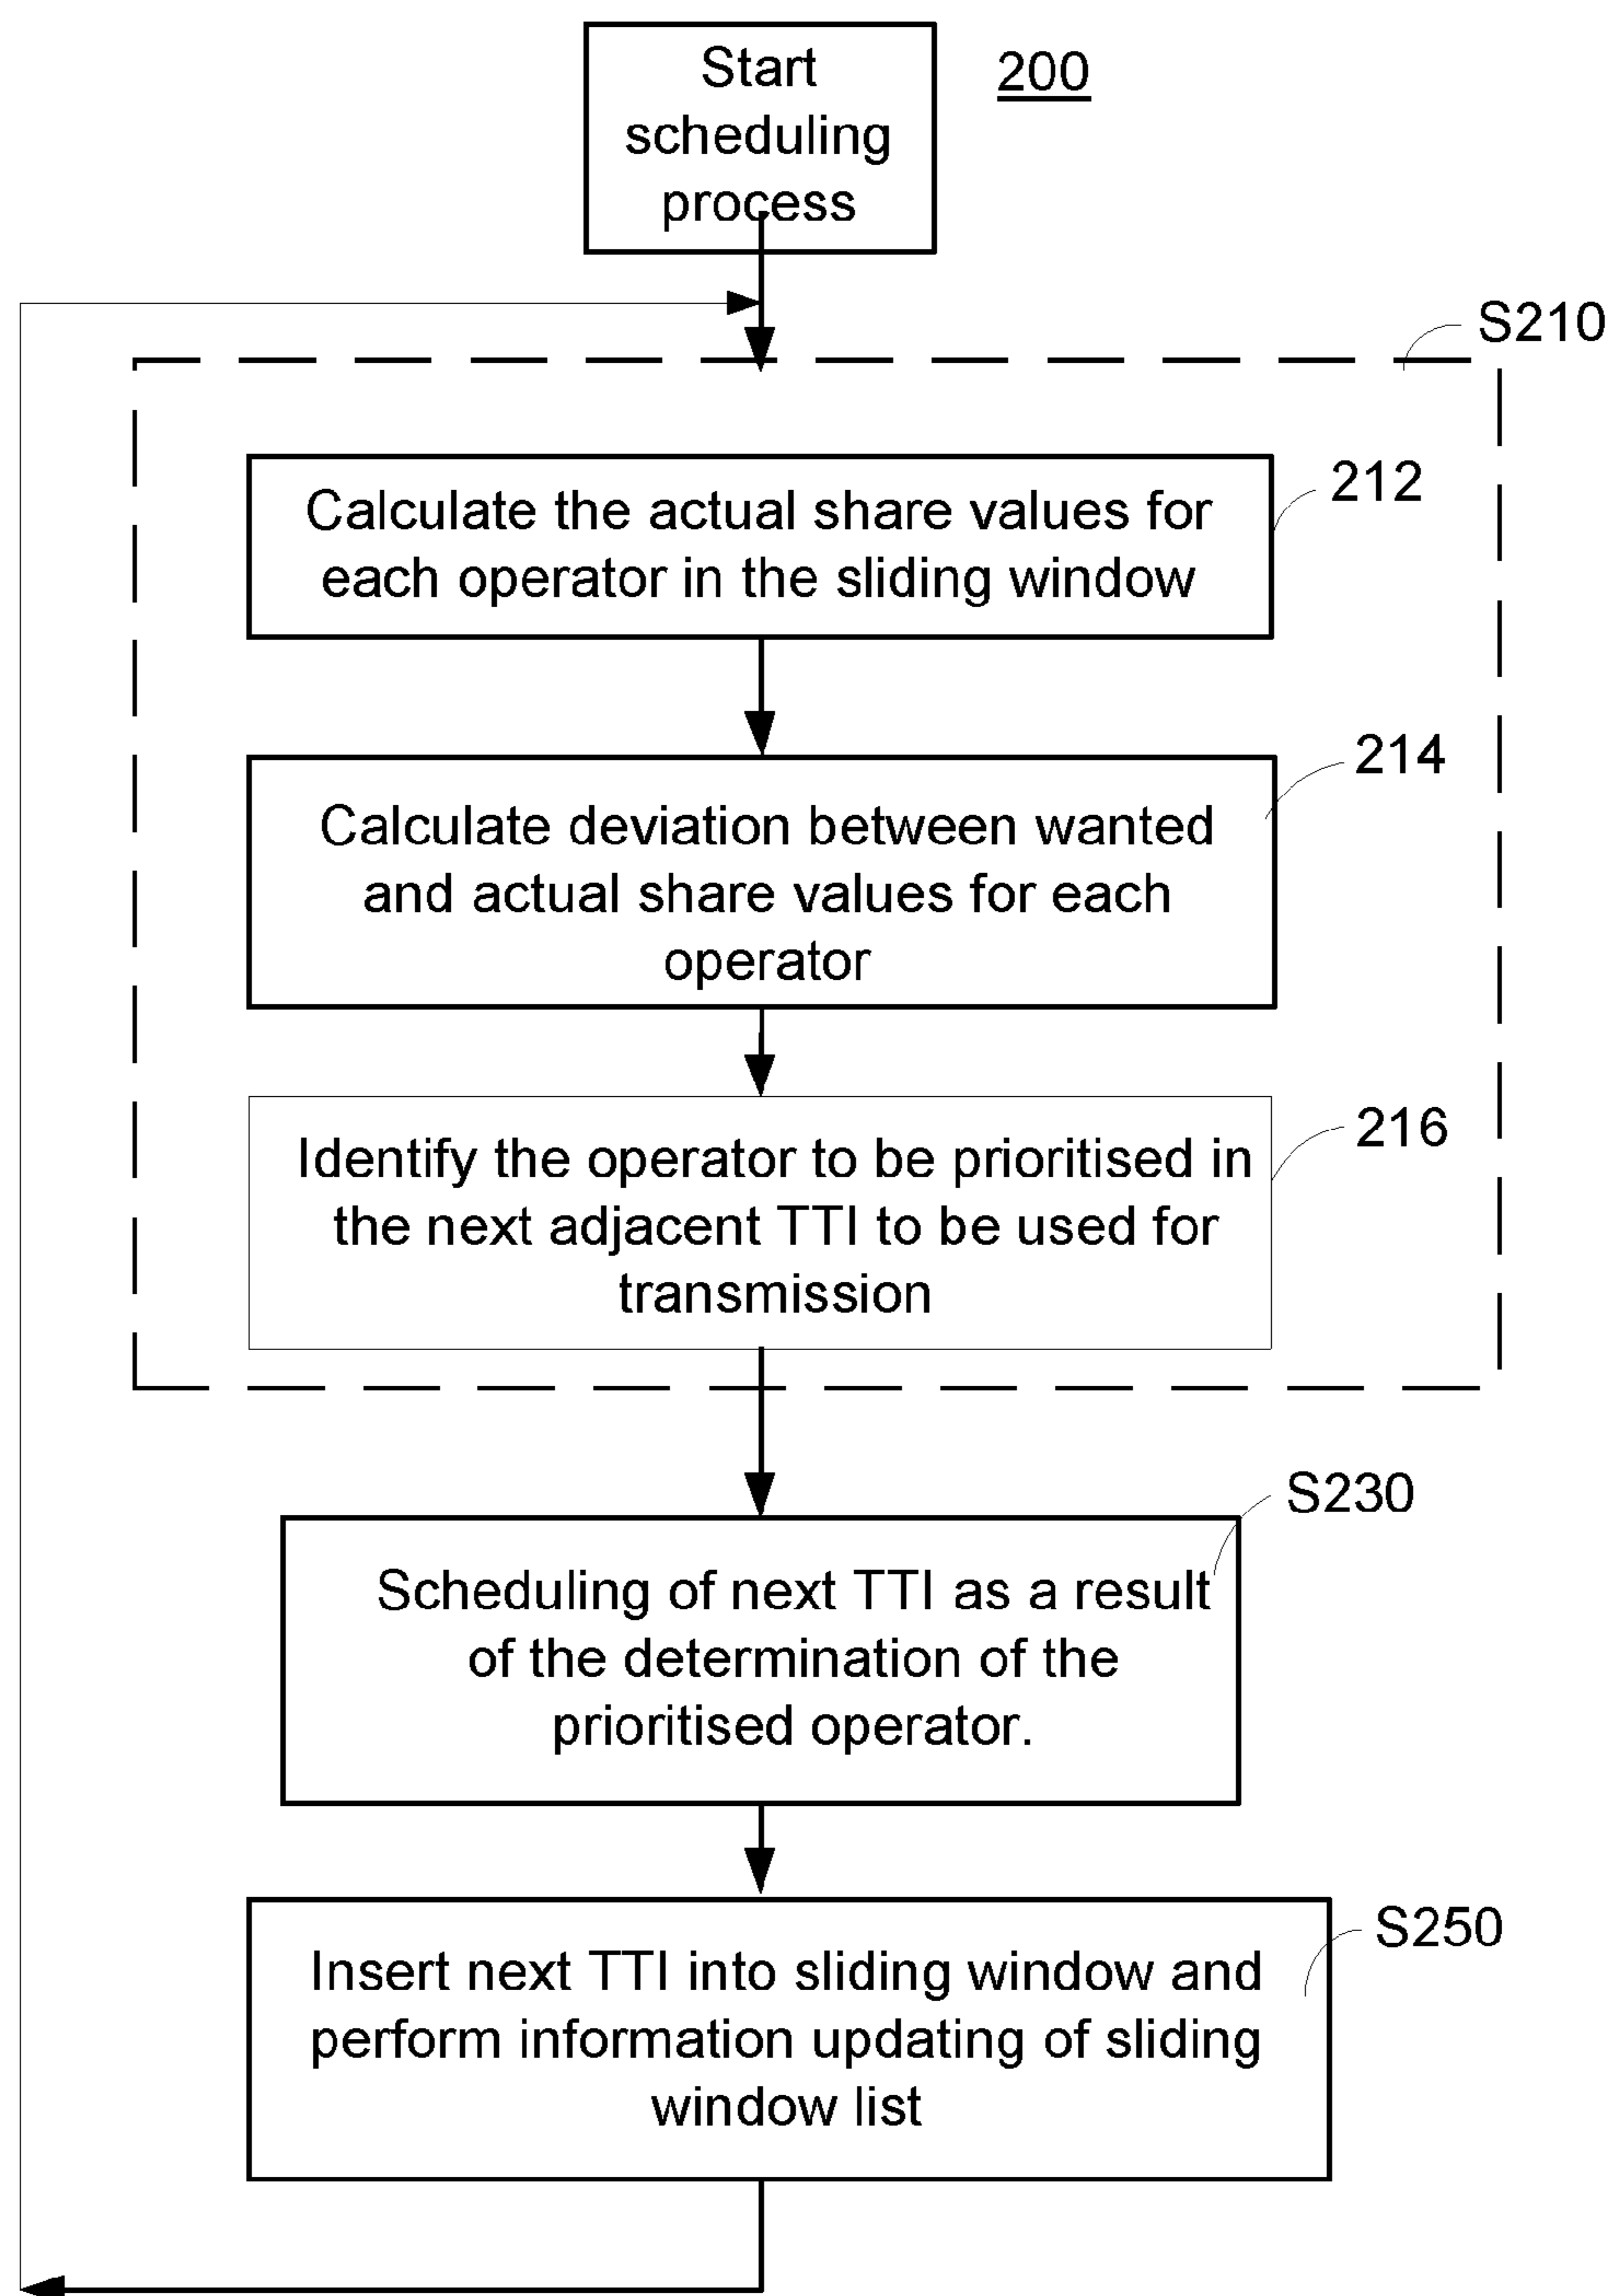 Start
scheduling
process
200
S210
Calculate the actual share values for
each operator in the sliding window
212
Calculate deviation between wanted
and actual share values for each
operator
214
Identify the operator to be prioritised in
the next adjacent TTI to be used for
transmission
216
Scheduling of next TTI as a result
of the determination of the
prioritised operator.
S230
Insert next TTI into sliding window and
perform information updating of sliding
window list
S250